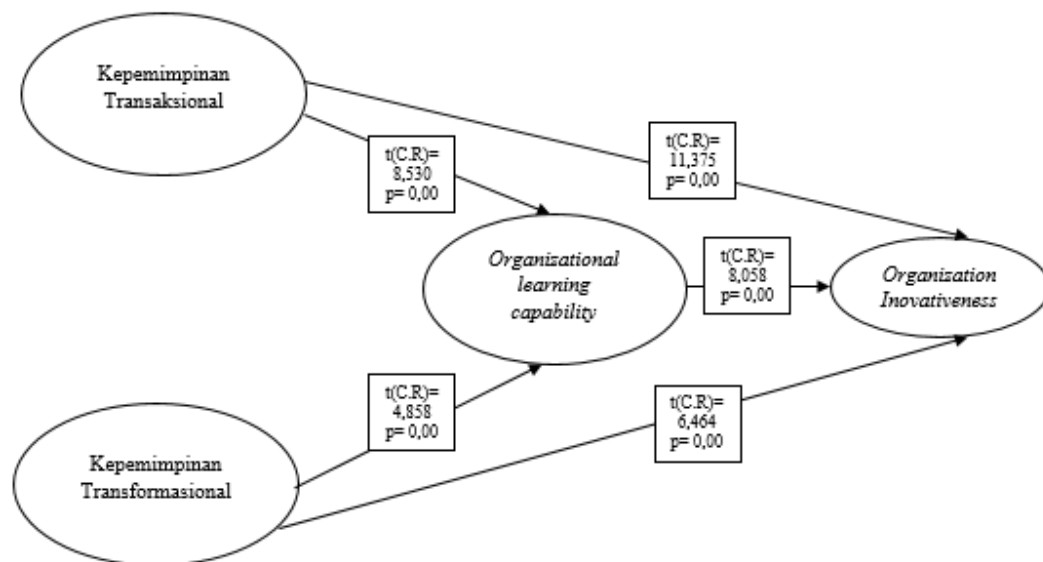 Kepemimpinan
Transaksional
t(C.R)=
8,530
p= 0,00
t(C.R)=
11,375
p= 0,00
Organizational
learning
capability
t(C.R)=
8,058
p= 0,00
Organization
Inovativeness
t(C.R)=
4,858
p= 0,00
t(C.R)=
6,464
p= 0,00
Kepemimpinan
Transformasional